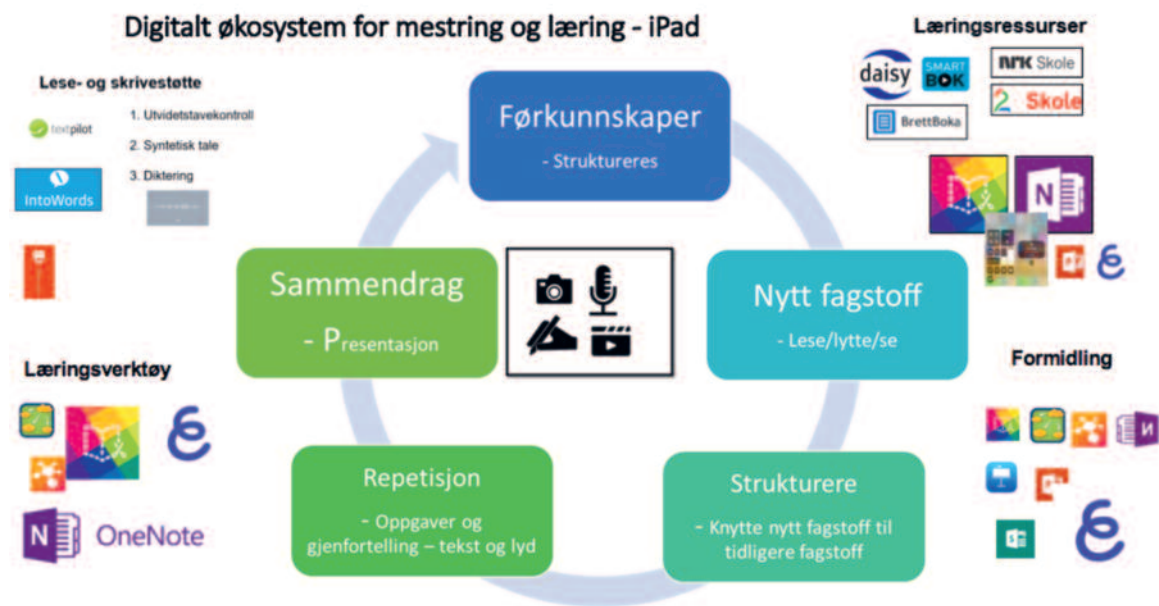 Digitalt økosystem for mestring og læring - iPad
Læringsressurser
daisy
SMART
BOK
NRK Skole
2 Skole
BrettBoka
Lese- og skrivestøtte
textpilot
1. Utvidetstavekontroll
2. Syntetisk tale
3. Diktering
IntoWords
Førkunnskaper
- Struktureres
Sammendrag
- Presentasjon
Nytt fagstoff
- Lese/lytte/se
N
Læringsverktøy
Formidling
Repetisjon
- Oppgaver og
gjenfortelling – tekst og lyd
Strukturere
- Knytte nytt fagstoff til
tidligere fagstoff
N OneNote
N